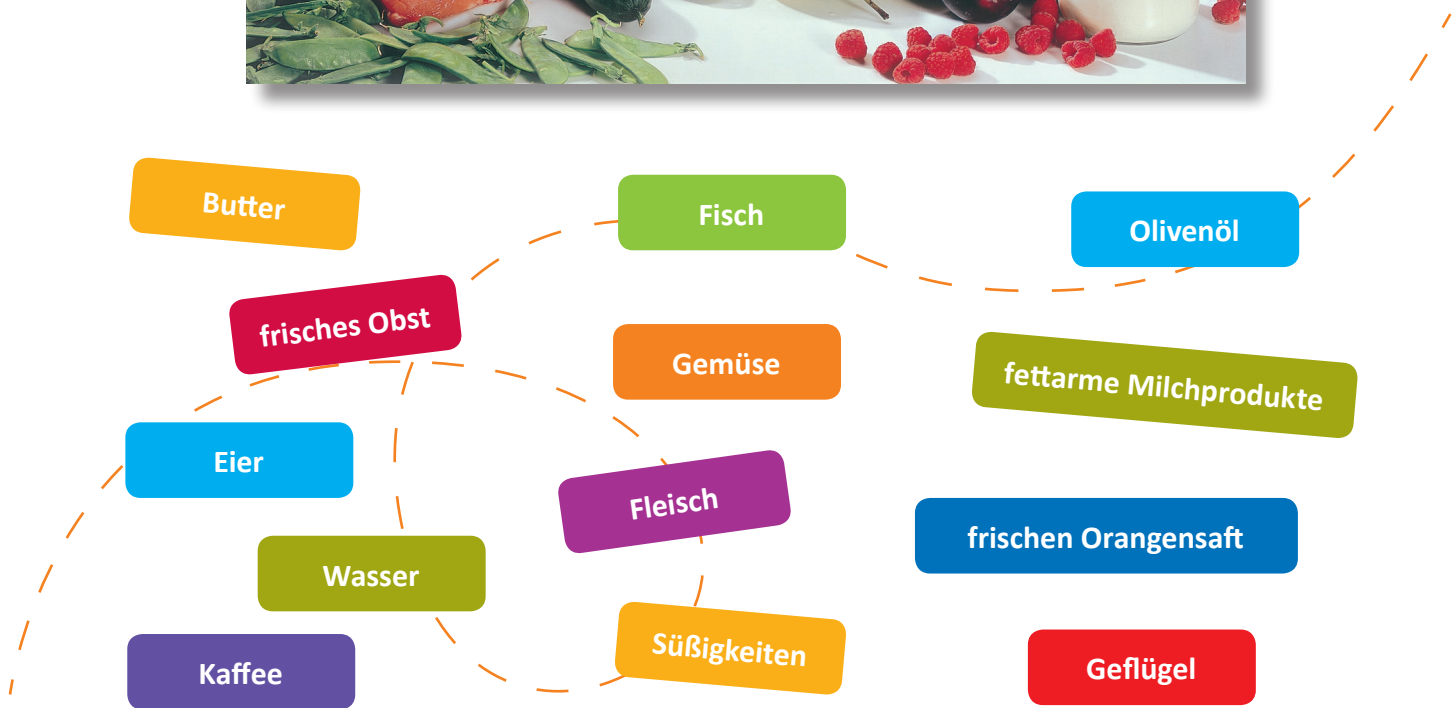 Butter
Fisch
Olivenöl
frisches Obst
Gemüse
fettarme Milchprodukte
Eier
Fleisch
frischen Orangensaft
Wasser
Süßigkeiten
Kaffee
Geflügel